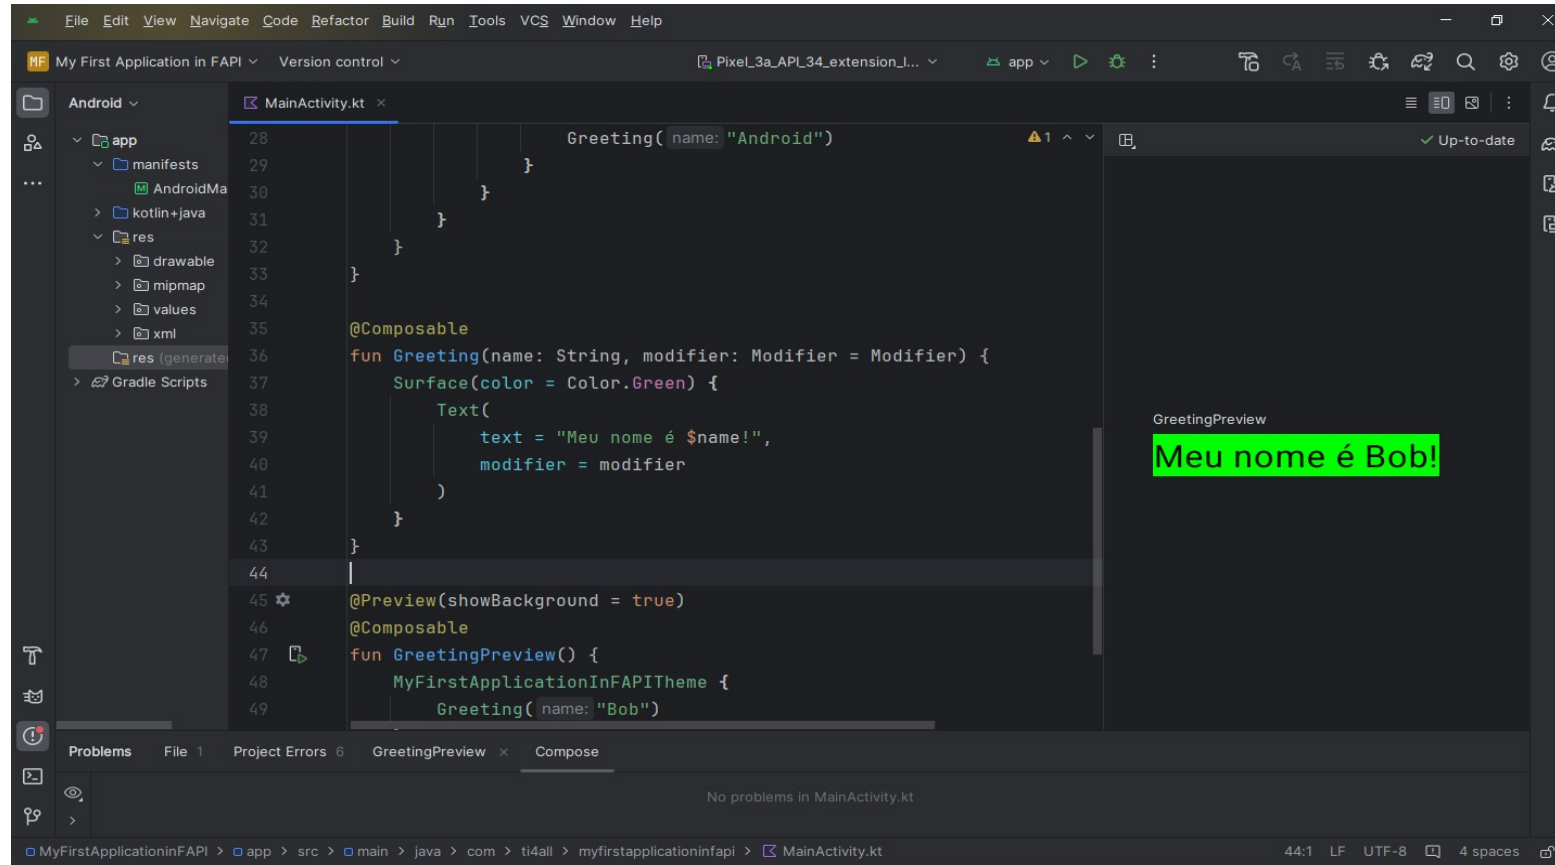 File Edit View Navigate Code Refactor Build Run Tools VCS Window Help
MF My First Application in FAPI Version control Pixel_3a_API_34_extension_l... app
Android MainActivity.kt
app
manifests
AndroidMa
kotlin+java
res
drawable
mipmap
values
xml
res (generate
Gradle Scripts
28 Greeting( name: "Android")
29 }
30 }
31 }
32 }
33 }
34
35 @Composable
36 fun Greeting(name: String, modifier: Modifier = Modifier) {
37 Surface(color = Color.Green) {
38 Text(
39 text = "Meu nome é $name!",
40 modifier = modifier
41 )
42 }
43 }
44
45 @Preview(showBackground = true)
46 @Composable
47 fun GreetingPreview() {
48 MyFirstApplicationInFAPITheme {
49 Greeting( name: "Bob")
1
Up-to-date
GreetingPreview
Meu nome é Bob!
Problems File 1 Project Errors 6 GreetingPreview Compose
No problems in MainActivity.kt
MyFirstApplicationinFAPI > app > src > main > java > com > ti4all > myfirstapplicationinfapi > MainActivity.kt 44:1 LF UTF-8 4 spaces